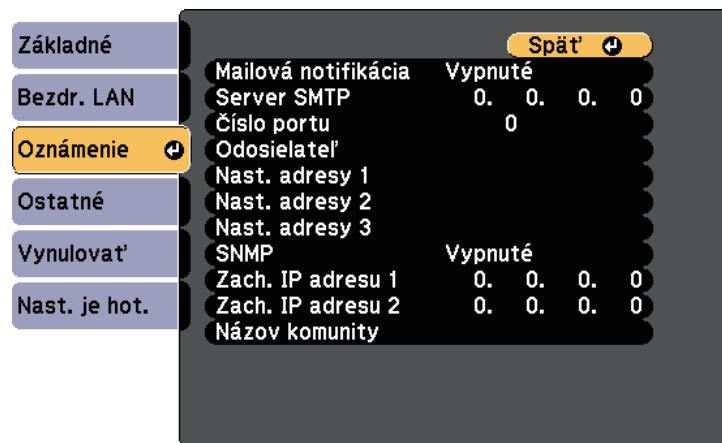 Základné
Bezdr. LAN
Oznámenie
Ostatné
Vynulovať
Nast. je hot.
Späť
Mailová notifikácia Vypnuté
Server SMTP 0. 0. 0. 0
Číslo portu 0
Odosielateľ
Nast. adresy 1
Nast. adresy 2
Nast. adresy 3
SNMP Vypnuté
Zach. IP adresu 1 0. 0. 0. 0
Zach. IP adresu 2 0. 0. 0. 0
Názov komunity